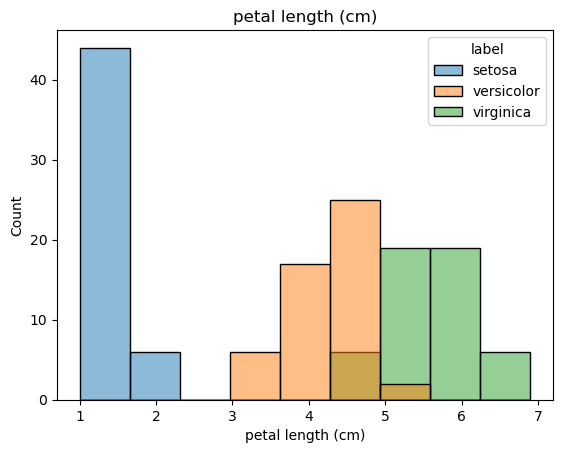 petal length (cm)
label
setosa
versicolor
virginica
Count
40
30
20
10
0
1 2 3 4 5 6 7
petal length (cm)